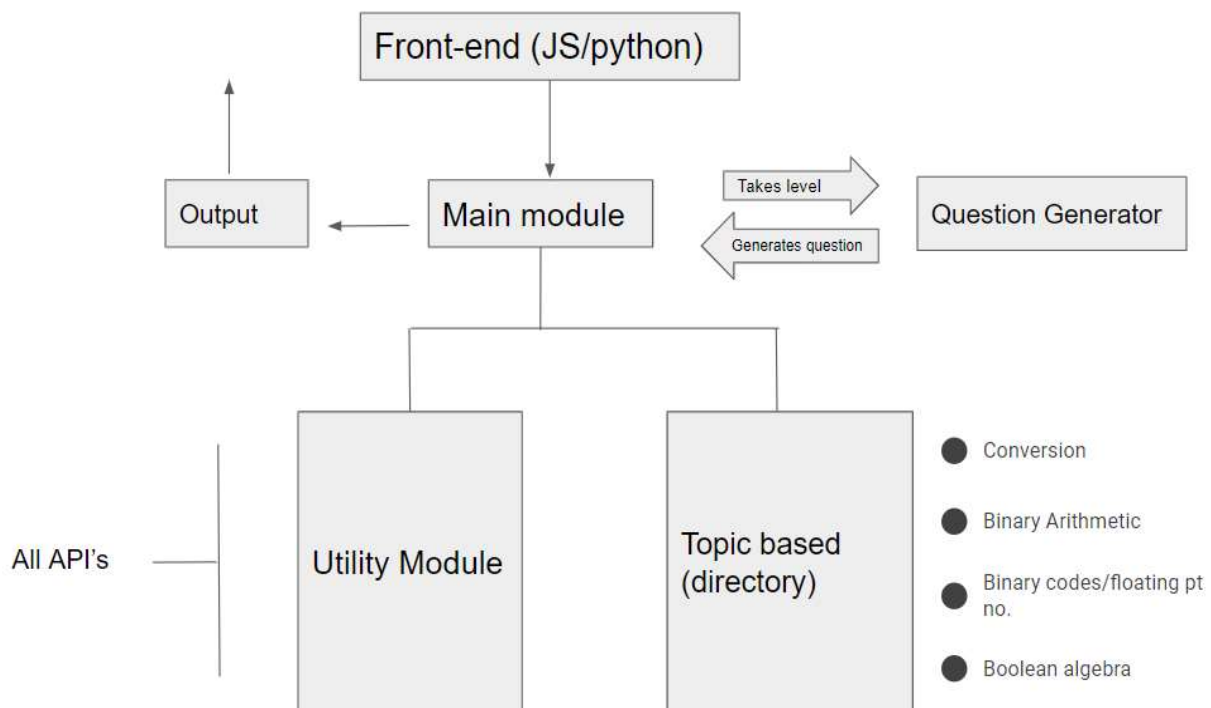 Front-end (JS/python)
Output
Main module
Takes level
Generates question
Question Generator
All API's
Utility Module
Topic based
(directory)
Conversion
Binary Arithmetic
Binary codes/floating pt
no.
Boolean algebra